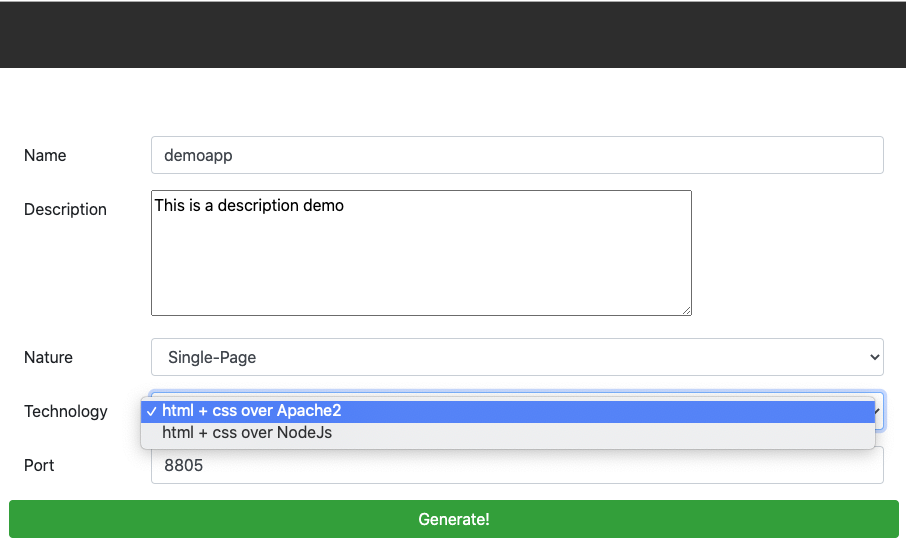 Name
demoapp
Description
This is a description demo
Nature
Single-Page
Technology
✓ html + css over Apache2
html + css over NodeJs
Port
8805
Generate!